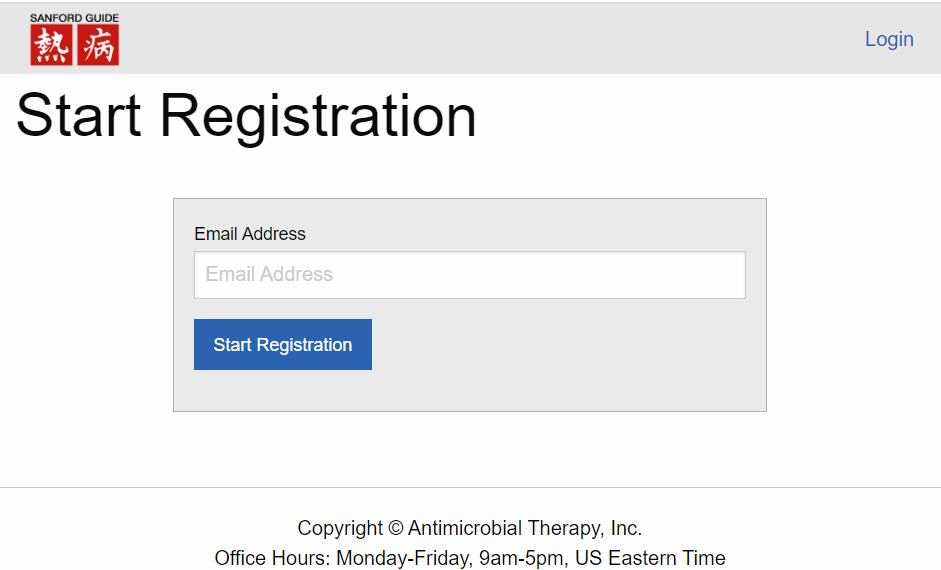 SANFORD GUIDE
熱病
Login
Start Registration
Email Address
Email Address
Start Registration
Copyright © Antimicrobial Therapy, Inc.
Office Hours: Monday-Friday, 9am-5pm, US Eastern Time